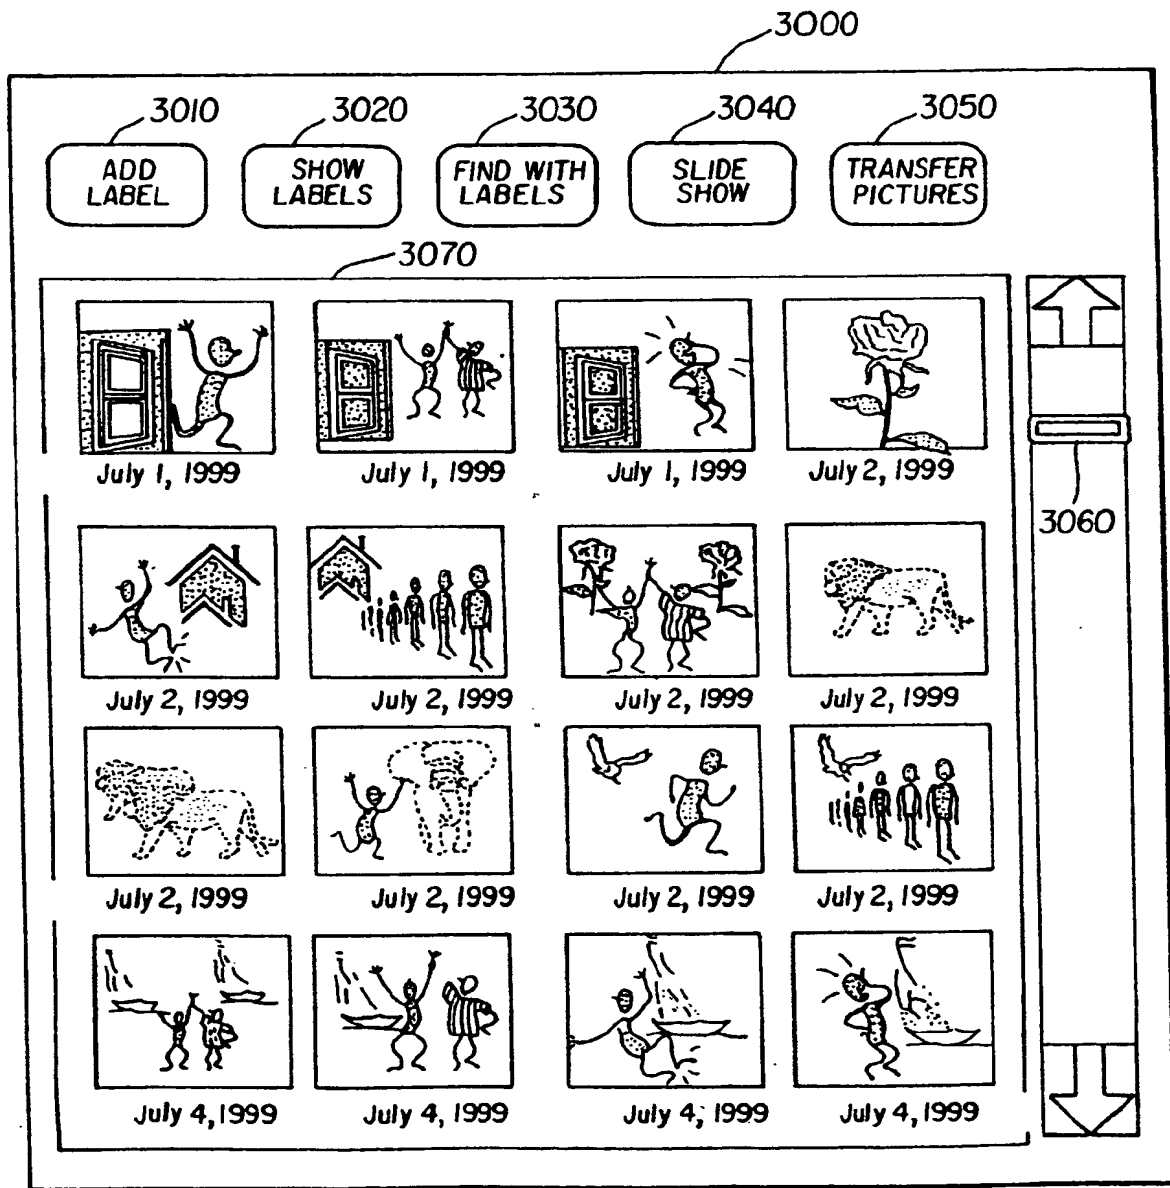 3000
3010 3020 3030 3040 3050
ADD LABEL
SHOW LABELS
FIND WITH LABELS
SLIDE SHOW
TRANSFER PICTURES
3070
July 1, 1999 July 1, 1999 July 1, 1999 July 2, 1999
3060
July 2, 1999 July 2, 1999 July 2, 1999 July 2, 1999
July 2, 1999 July 2, 1999 July 2, 1999 July 2, 1999
July 4, 1999 July 4, 1999 July 4, 1999 July 4, 1999